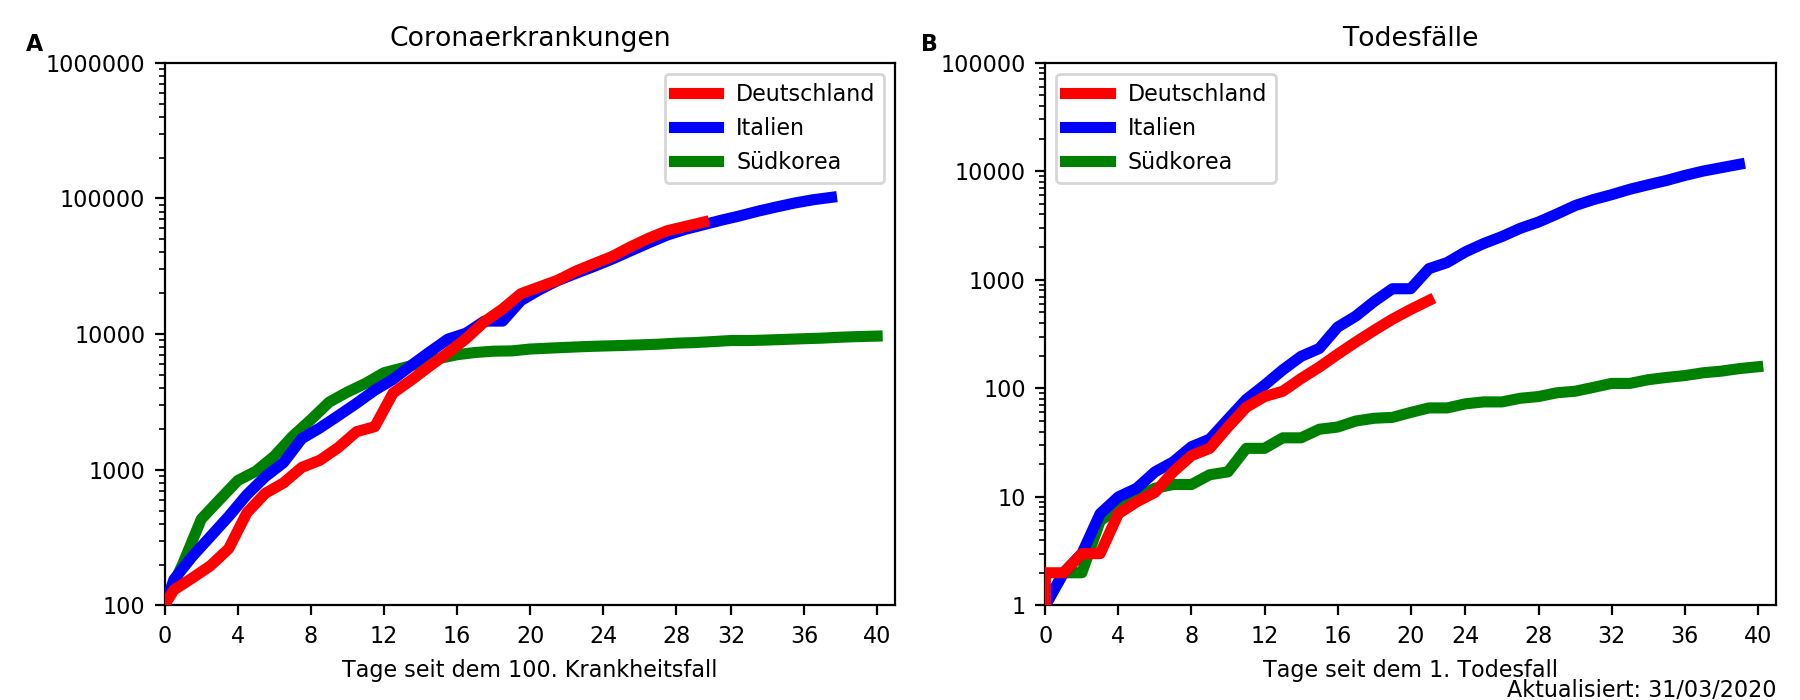 A
Coronaerkrankungen
1000000
100000
10000
1000
100
Deutschland
Italien
Südkorea
0 4 8 12 16 20 24 28 32 36 40
Tage seit dem 100. Krankheitsfall
B
Todesfälle
100000
10000
1000
100
10
1
Deutschland
Italien
Südkorea
0 4 8 12 16 20 24 28 32 36 40
Tage seit dem 1. Todesfall
Aktualisiert: 31/03/2020